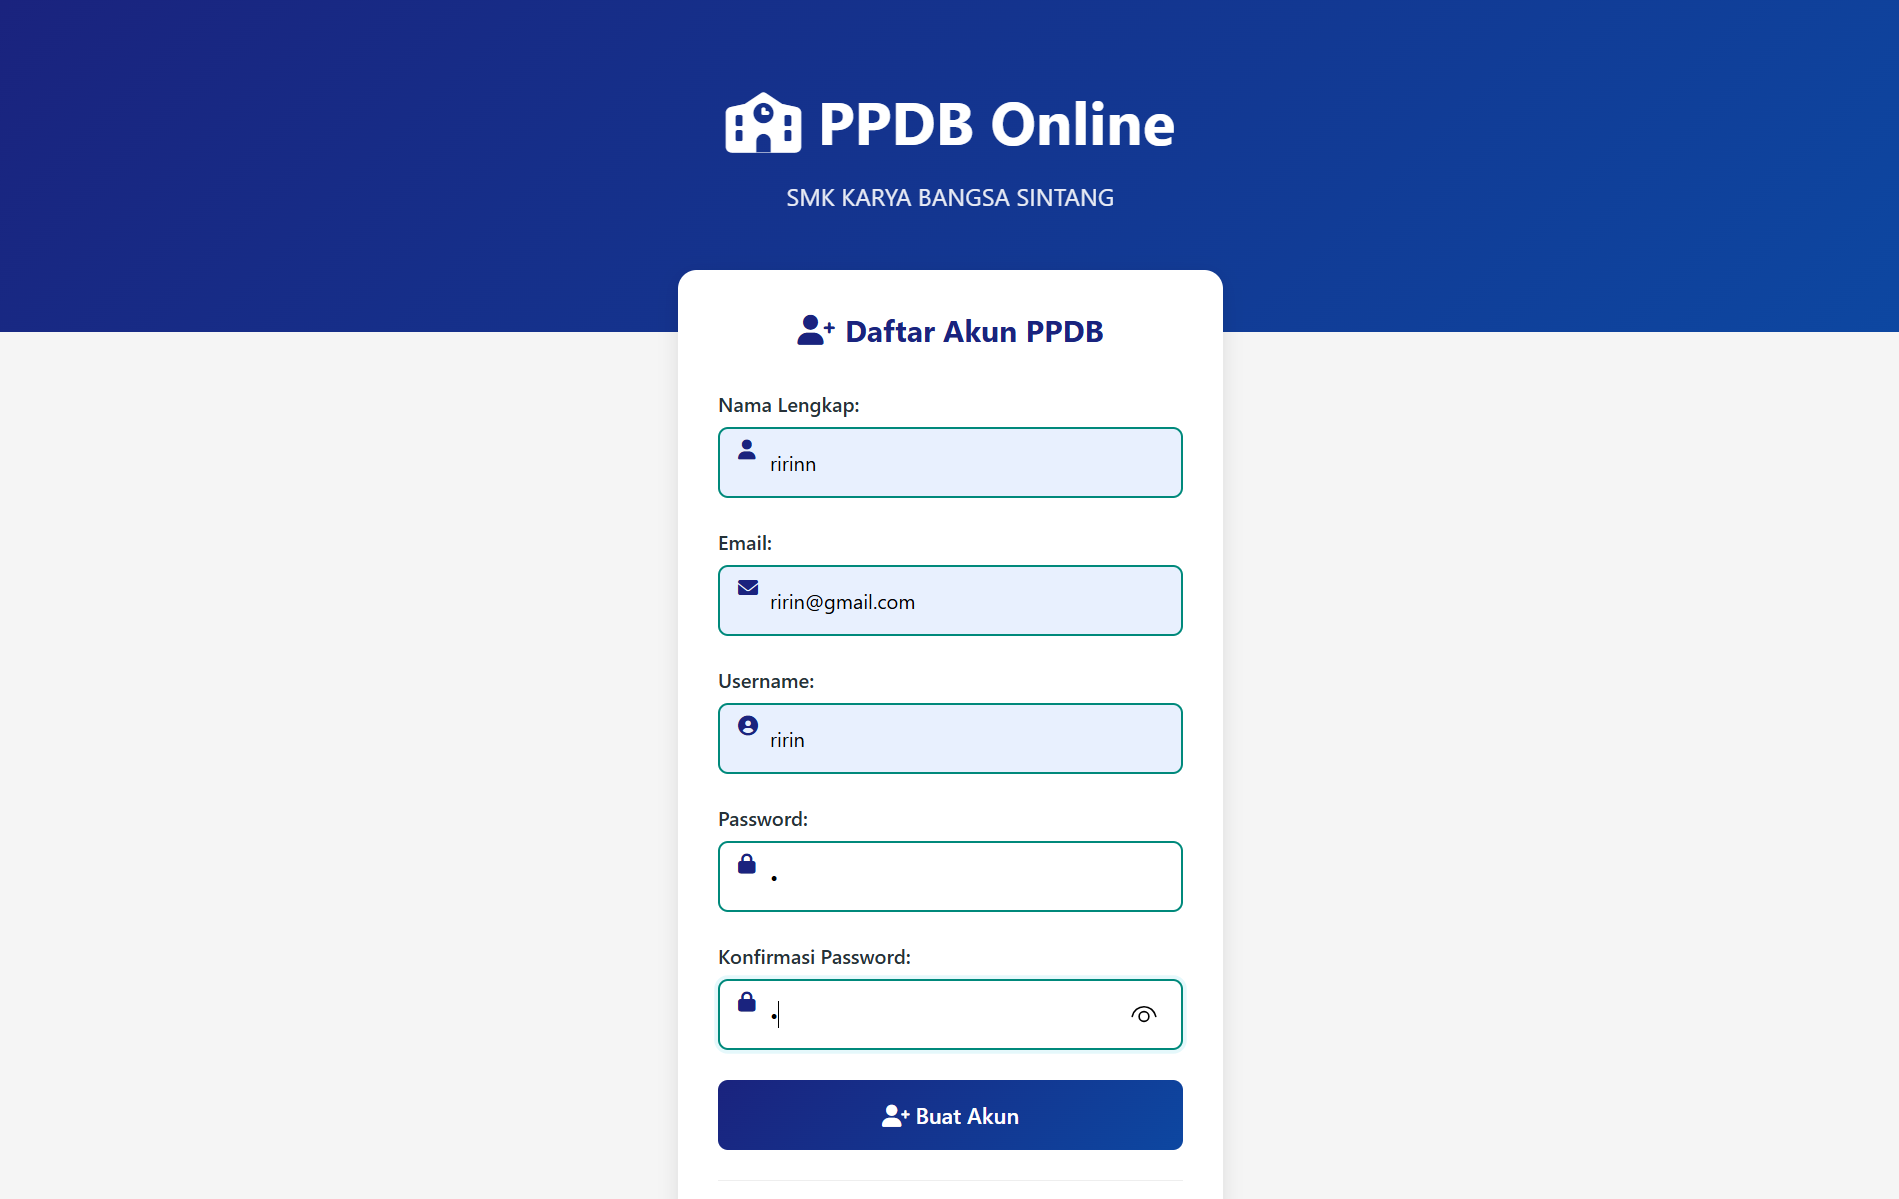 PPDB Online
SMK KARYA BANGSA SINTANG
Daftar Akun PPDB
Nama Lengkap:
ririnn
Email:
ririn@gmail.com
Username:
ririn
Password:
•
Konfirmasi Password:
•
Buat Akun